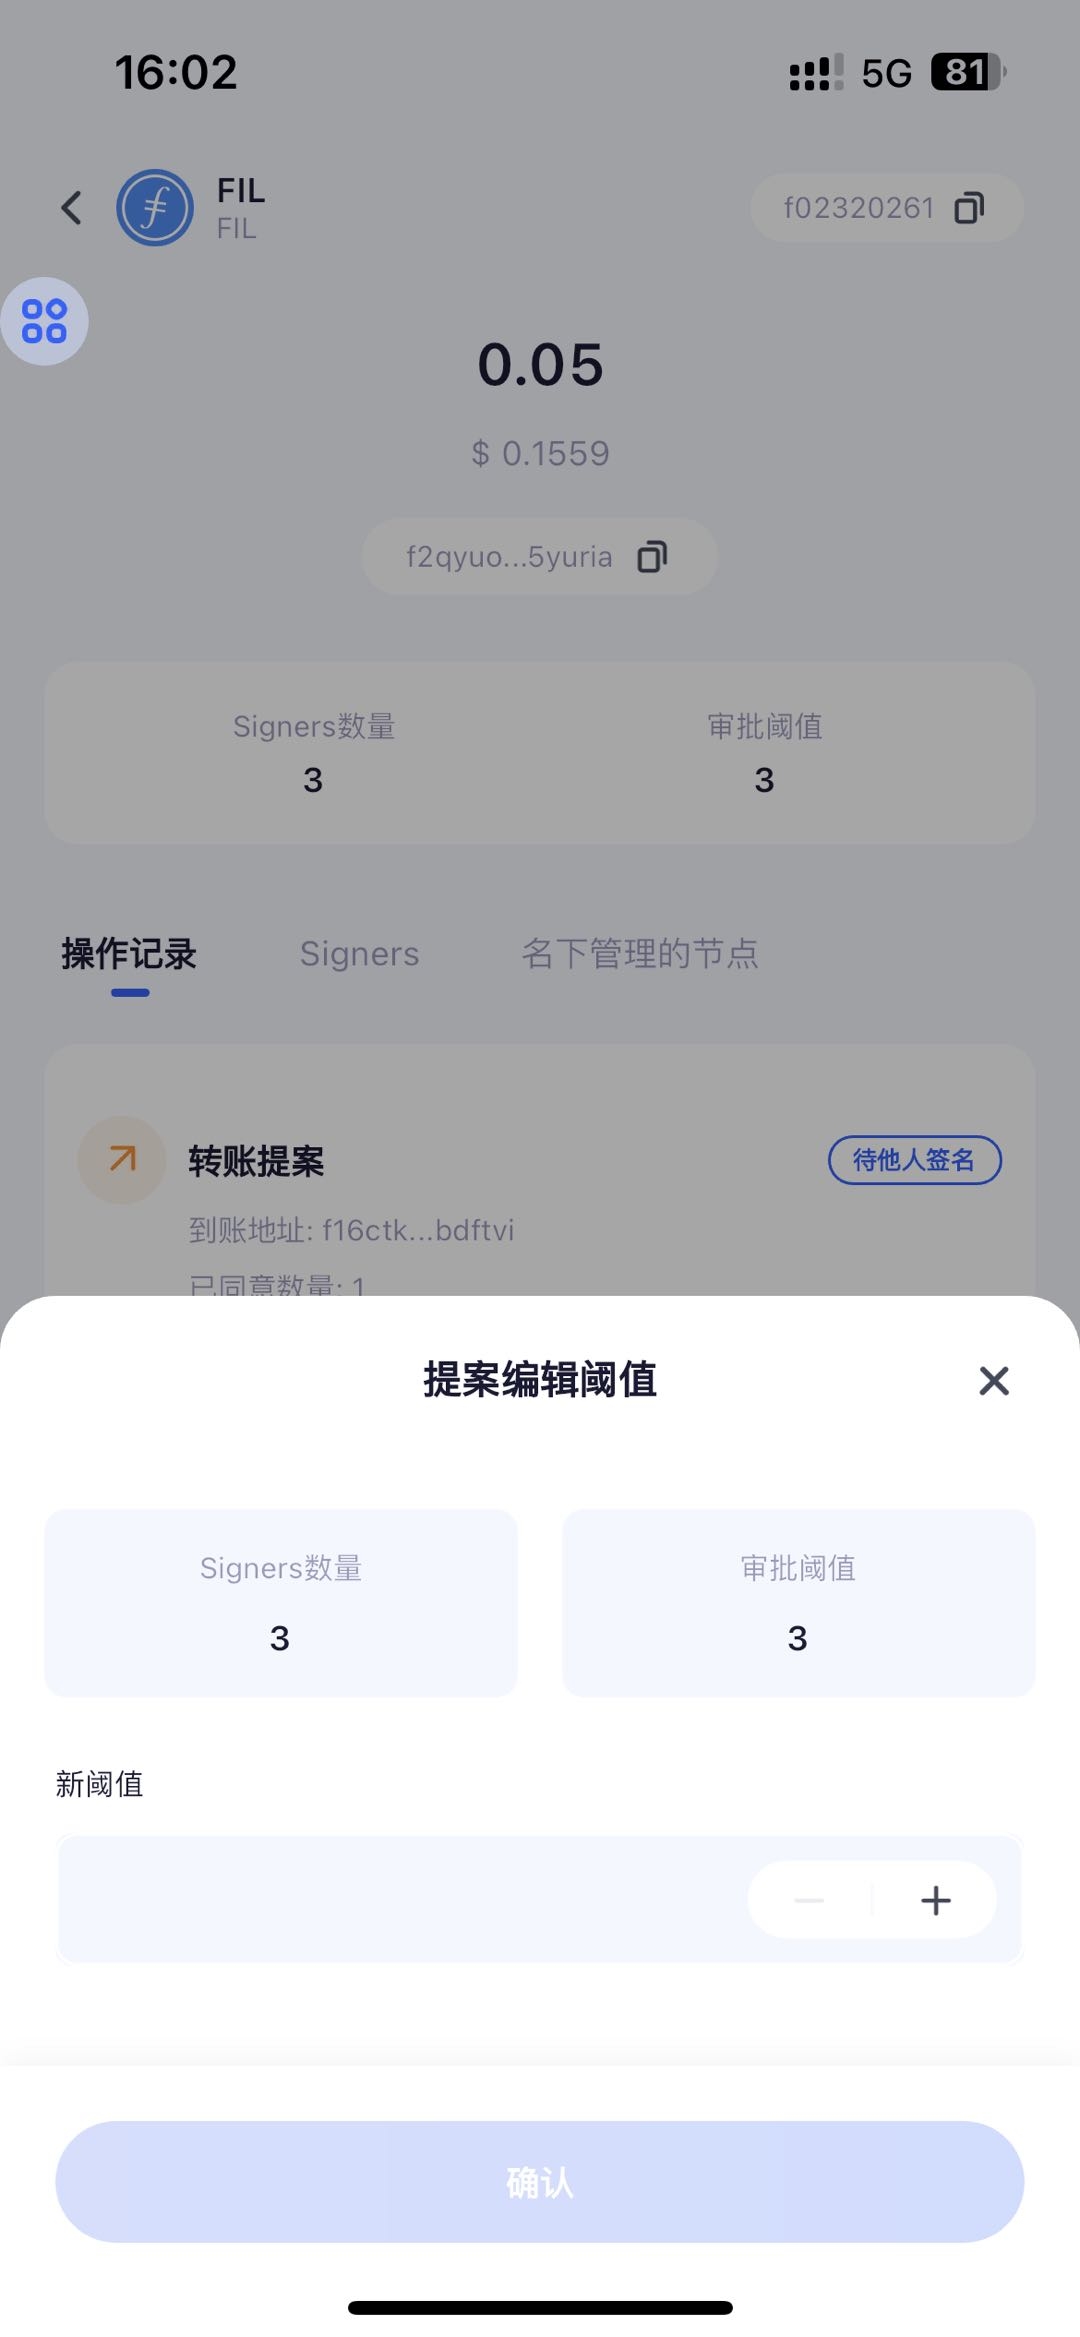 16:02
5G 81
FIL
FIL
f02320261
0.05
$ 0.1559
f2qyuo...5yuria
Signers数量 审批阈值
3 3
操作记录 Signers 名下管理的节点
转账提案 待他人签名
到账地址: f16ctk...bdftvi
已同意数量: 1
提案编辑阈值
Signers数量 审批阈值
3 3
新阈值
确认